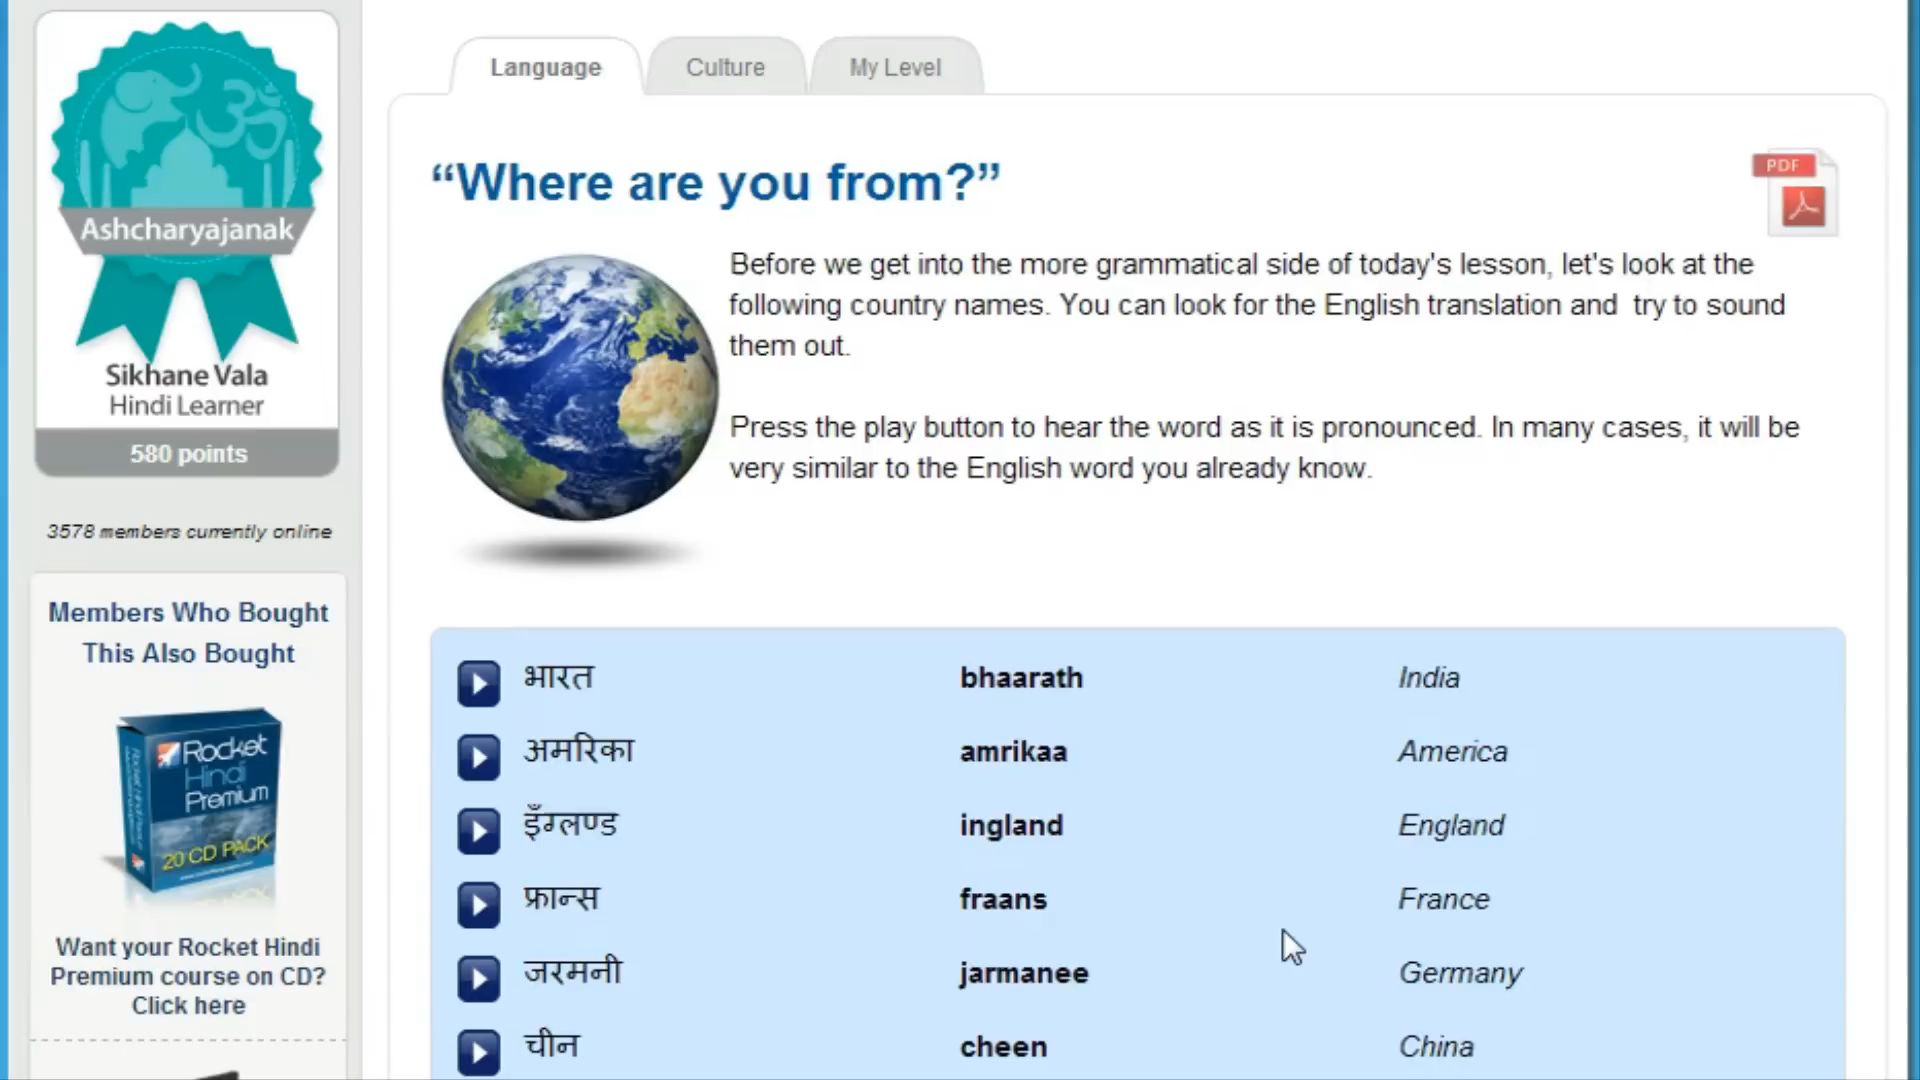 Ashcharyajanak
Sikhane Vala
Hindi Learner
580 points
3578 members currently online
Members Who Bought
This Also Bought
Rocket
Hindi
Premium
20 CD PACK
Want your Rocket Hindi
Premium course on CD?
Click here
Language
Culture
My Level
“Where are you from?”
PDF
Before we get into the more grammatical side of today's lesson, let's look at the
following country names. You can look for the English translation and try to sound
them out.
Press the play button to hear the word as it is pronounced. In many cases, it will be
very similar to the English word you already know.
भारत bhaarath India
अमरिका amrikaa America
इँग्लण्ड ingland England
फ्रान्स fraans France
जरमनी jarmanee Germany
चीन cheen China